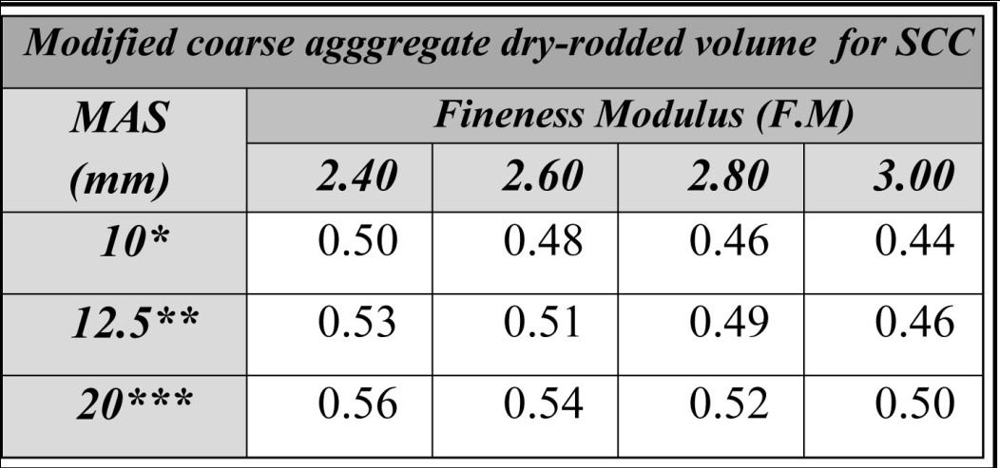 Modified coarse agggregate dry-rodded volume for SCC
MAS
(mm)
Fineness Modulus (F.M)
2.40 2.60 2.80 3.00
10* 0.50 0.48 0.46 0.44
12.5** 0.53 0.51 0.49 0.46
20*** 0.56 0.54 0.52 0.50